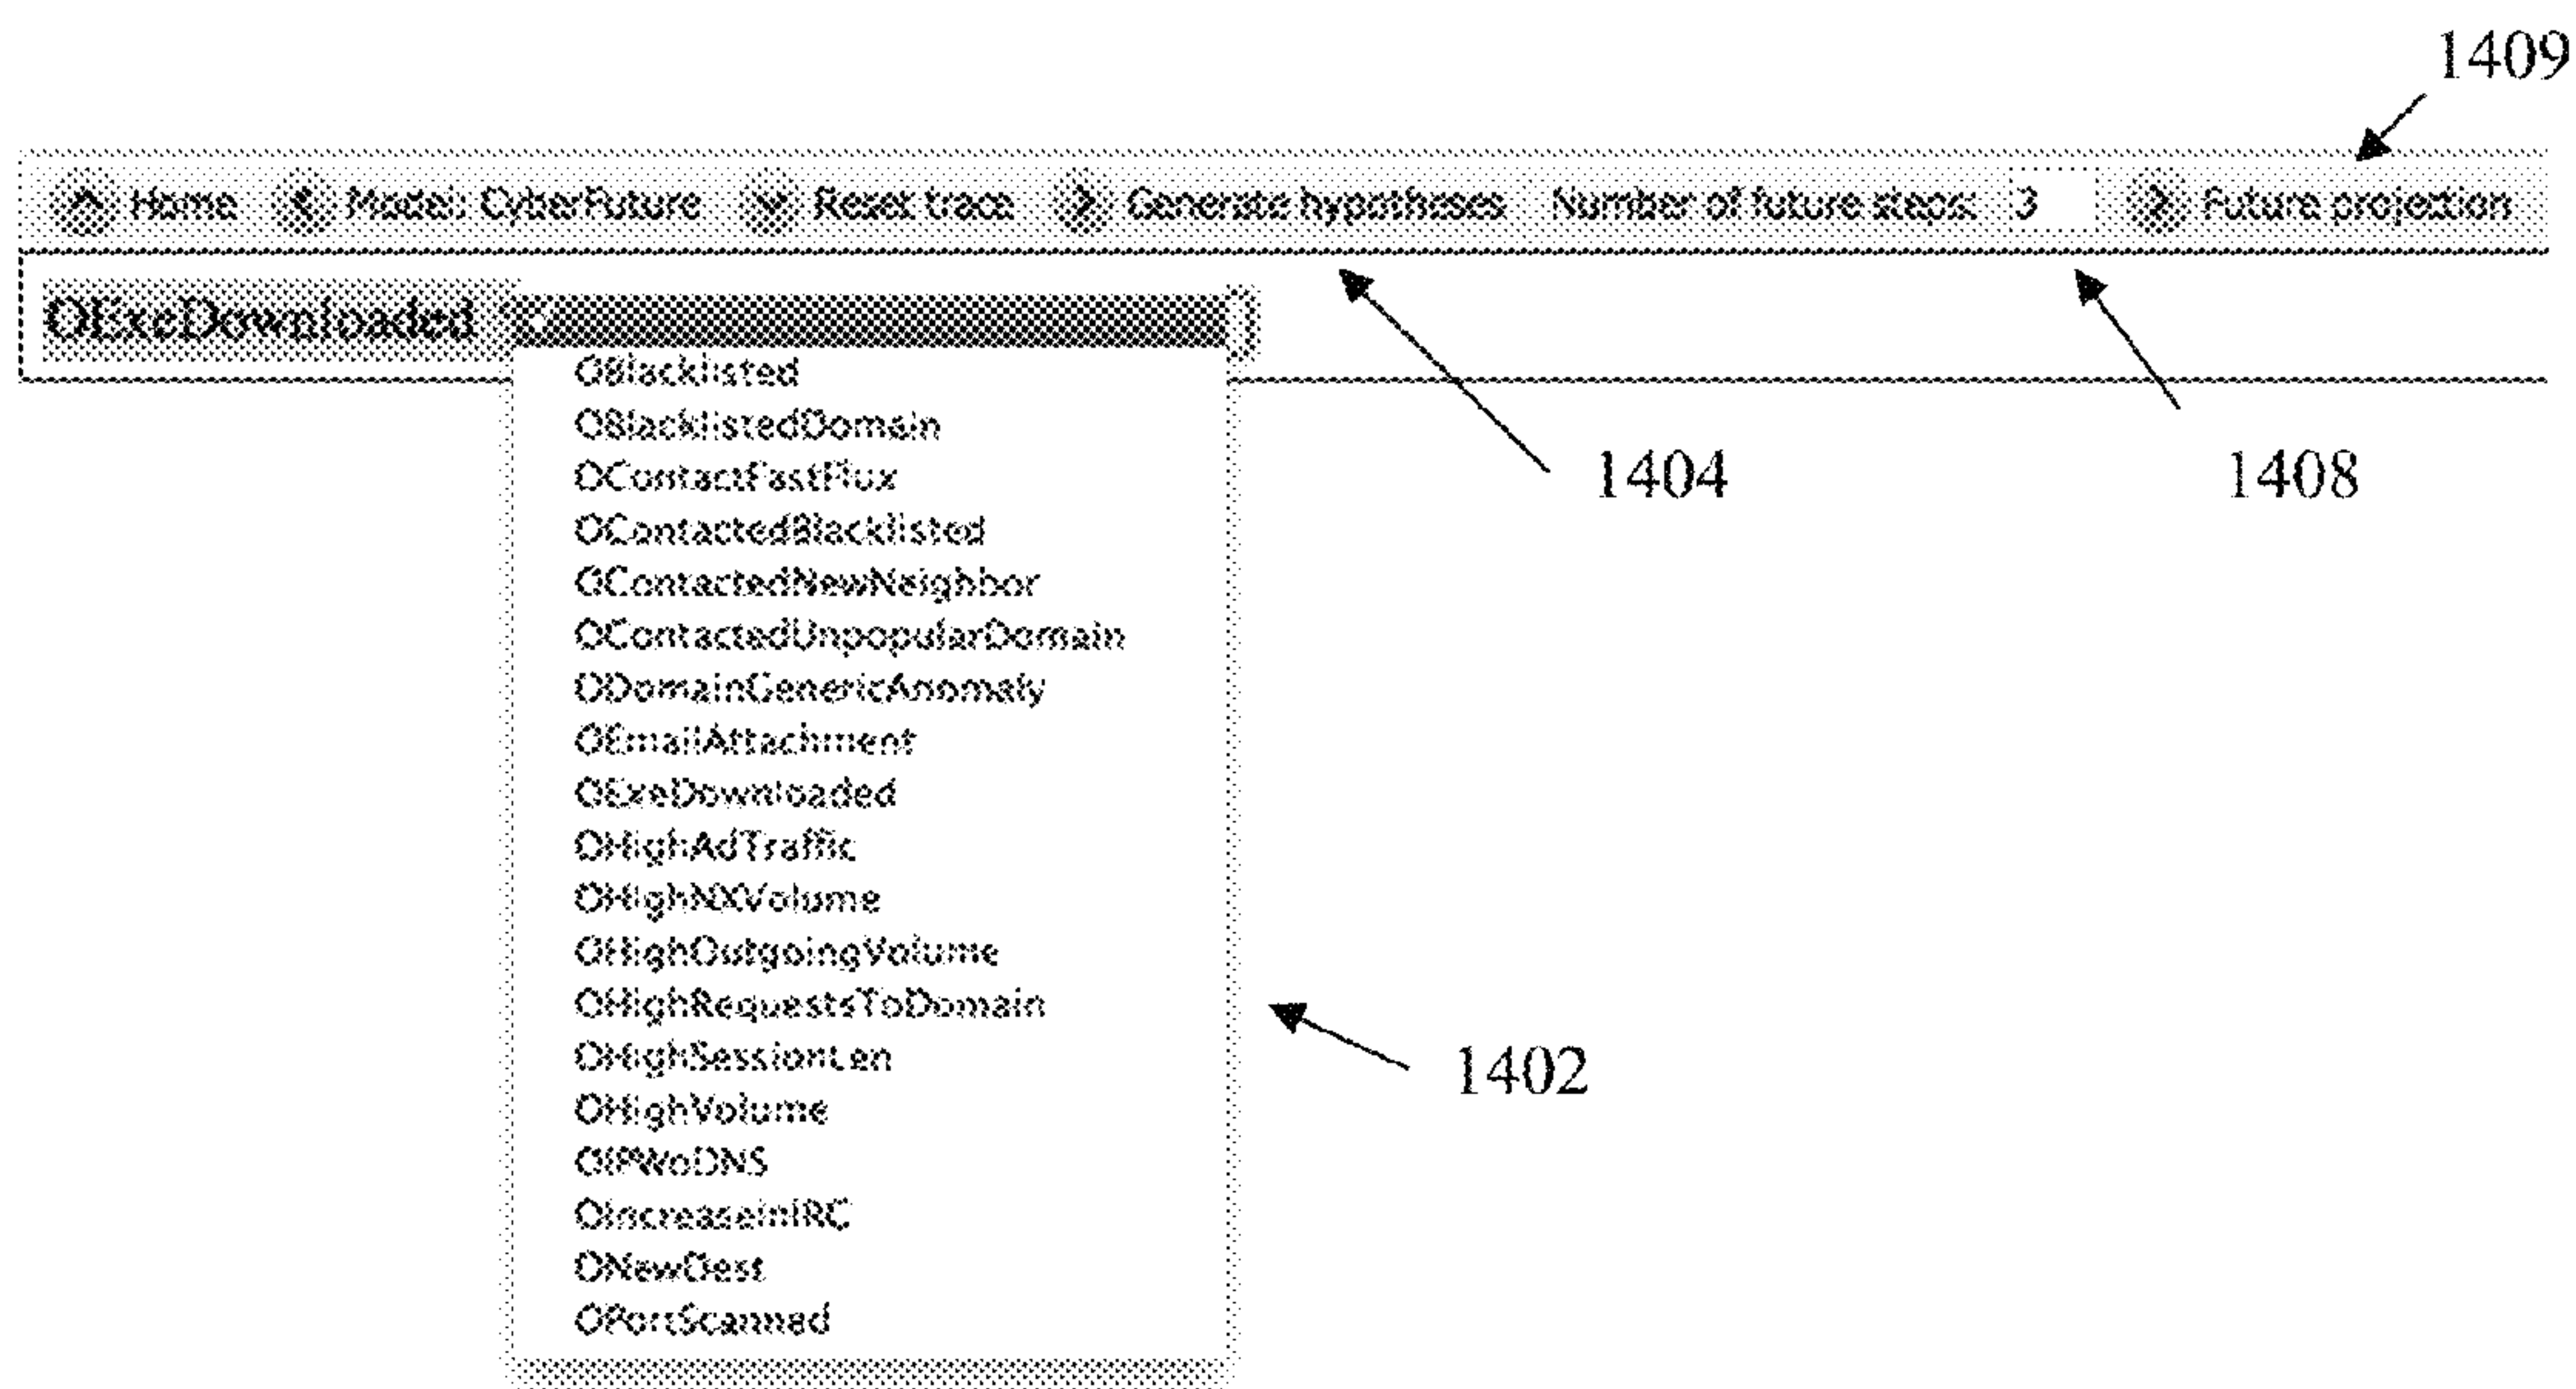 1409
Home Model: CyberFuture Reset trace Generate hypotheses Number of future steps: 3 Future projection
OExeDownloaded
OBlacklisted
OBlacklistedDomain
OContactFastFlux
1404
1408
OContactedBlacklisted
OContactedNewNeighbor
OContactedUnpopularDomain
ODomainGenericAnomaly
OEmailAttachment
OExeDownloaded
OHighAdTraffic
OHighNXVolume
OHighOutgoingVolume
OHighRequestsToDomain
OHighSessionLen
1402
OHighVolume
OIPWoDNS
OIncreaseinIRC
ONewDest
OPortScanned